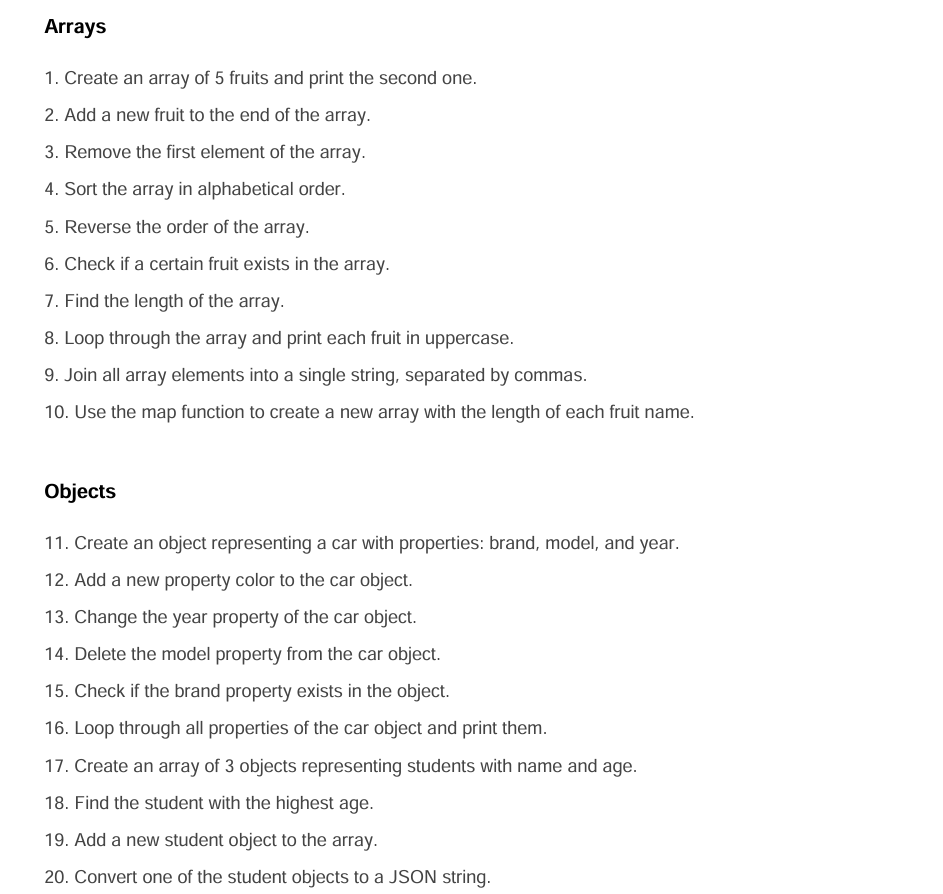 Arrays
1. Create an array of 5 fruits and print the second one.
2. Add a new fruit to the end of the array.
3. Remove the first element of the array.
4. Sort the array in alphabetical order.
5. Reverse the order of the array.
6. Check if a certain fruit exists in the array.
7. Find the length of the array.
8. Loop through the array and print each fruit in uppercase.
9. Join all array elements into a single string, separated by commas.
10. Use the map function to create a new array with the length of each fruit name.
Objects
11. Create an object representing a car with properties: brand, model, and year.
12. Add a new property color to the car object.
13. Change the year property of the car object.
14. Delete the model property from the car object.
15. Check if the brand property exists in the object.
16. Loop through all properties of the car object and print them.
17. Create an array of 3 objects representing students with name and age.
18. Find the student with the highest age.
19. Add a new student object to the array.
20. Convert one of the student objects to a JSON string.